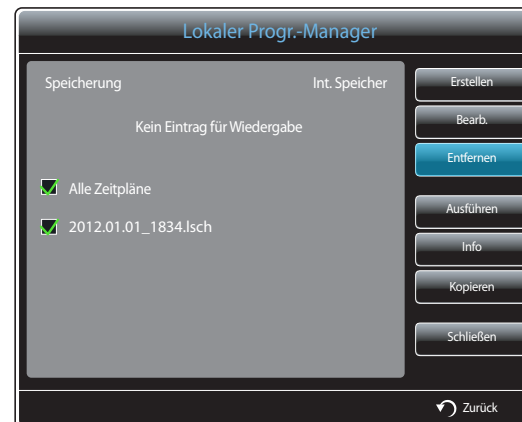 Lokaler Progr.-Manager
Speicherung Int. Speicher
Kein Eintrag für Wiedergabe
Alle Zeitpläne
2012.01.01_1834.lsch
Erstellen
Bearb.
Entfernen
Ausführen
Info
Kopieren
Schließen
Zurück